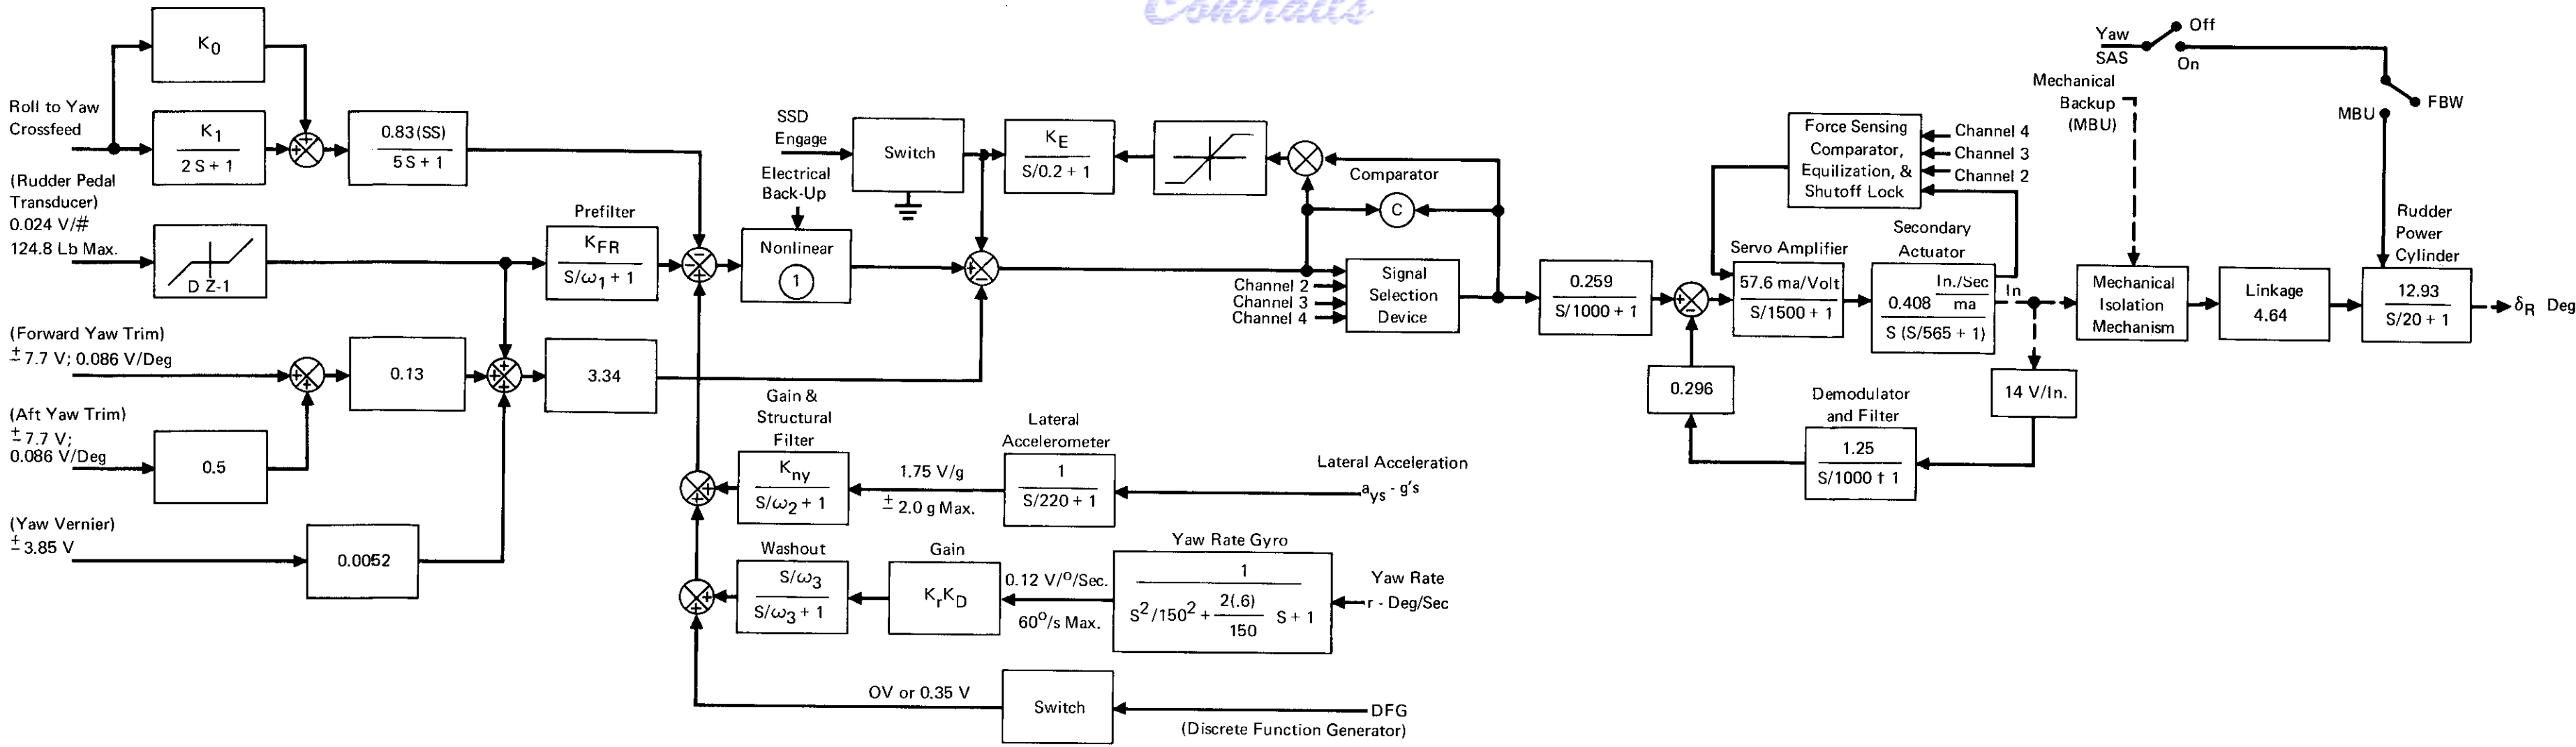 Contrails
K0
Roll to Yaw
Crossfeed
K1
2 S + 1
0.83(SS)
5 S + 1
(Rudder Pedal
Transducer)
0.024 V/#
124.8 Lb Max.
D Z-1
Prefilter
KFR
S/ω1 + 1
(Forward Yaw Trim)
± 7.7 V; 0.086 V/Deg
0.13
3.34
(Aft Yaw Trim)
± 7.7 V;
0.086 V/Deg
0.5
(Yaw Vernier)
± 3.85 V
0.0052
SSD
Engage
Switch
Electrical
Back-Up
Nonlinear
1
KE
S/0.2 + 1
Comparator
C
Channel 2
Channel 3
Channel 4
Signal
Selection
Device
Gain &
Structural
Filter
Kny
S/ω2 + 1
1.75 V/g
± 2.0 g Max.
Lateral
Accelerometer
1
S/220 + 1
Lateral Acceleration
ays - g's
Washout
S/ω3
S/ω3 + 1
Gain
KrKD
0.12 V/º/Sec.
60º/s Max.
Yaw Rate Gyro
1
S²/150² + 2(.6)/150 S + 1
Yaw Rate
r - Deg/Sec
OV or 0.35 V
Switch
DFG
(Discrete Function Generator)
0.259
S/1000 + 1
Servo Amplifier
57.6 ma/Volt
S/1500 + 1
Force Sensing
Comparator,
Equilization, &
Shutoff Lock
Channel 4
Channel 3
Channel 2
Secondary
Actuator
0.408 In./Sec
ma
S (S/565 + 1)
In
0.296
Demodulator
and Filter
1.25
S/1000 + 1
14 V/In.
Yaw
SAS
Off
On
Mechanical
Backup
(MBU)
MBU
FBW
Mechanical
Isolation
Mechanism
Linkage
4.64
Rudder
Power
Cylinder
12.93
S/20 + 1
δR Deg